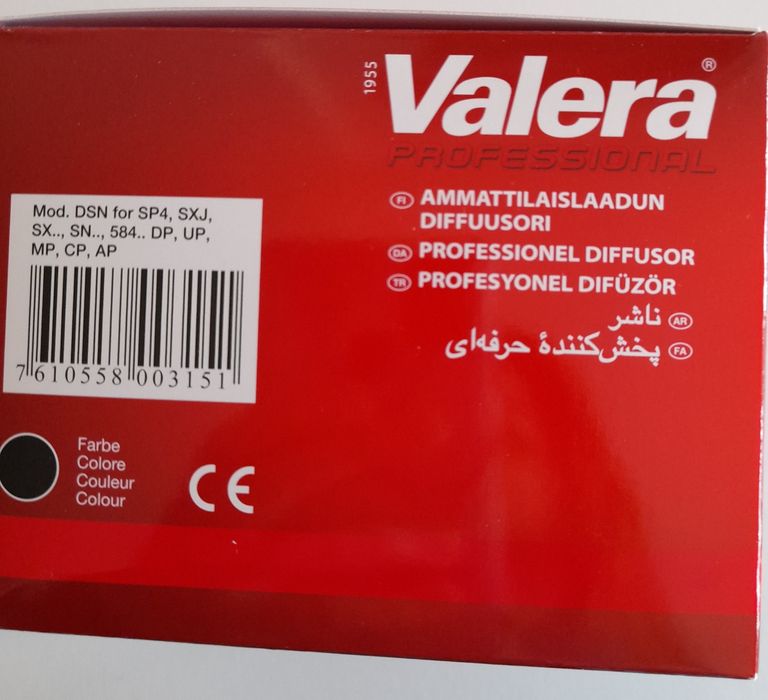 1955
Valera®
PROFESSIONAL
FI AMMATTILAISLAADUN
DIFFUUSORI
DA PROFESSIONEL DIFFUSOR
TR PROFESYONEL DIFÜZÖR
AR ناشر
FA پخش‌کنندهٔ حرفه‌ای
Mod. DSN for SP4, SXJ,
SX.., SN.., 584.. DP, UP,
MP, CP, AP
7 610558 003151
Farbe
Colore
Couleur
Colour
CE